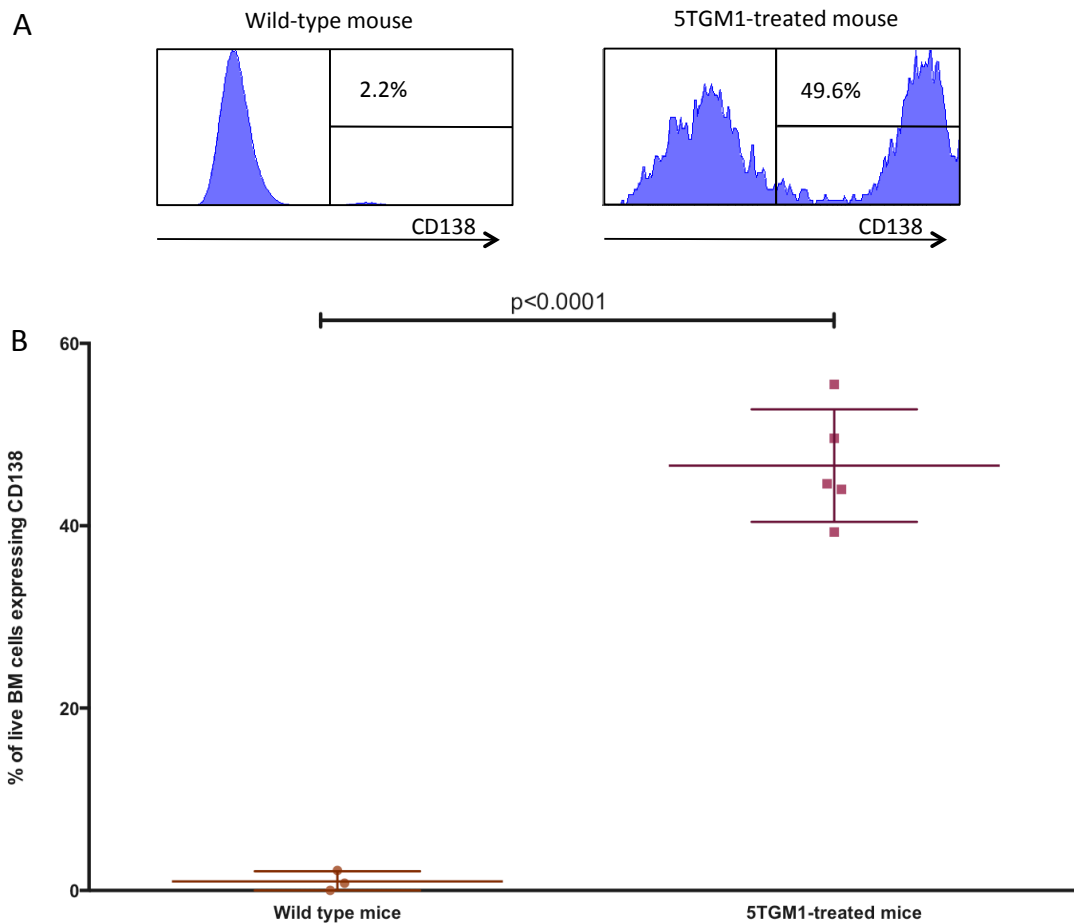 A
Wild-type mouse
5TGM1-treated mouse
2.2%
49.6%
CD138
CD138
p<0.0001
B
60
40
20
0
% of live BM cells expressing CD138
Wild type mice
5TGM1-treated mice